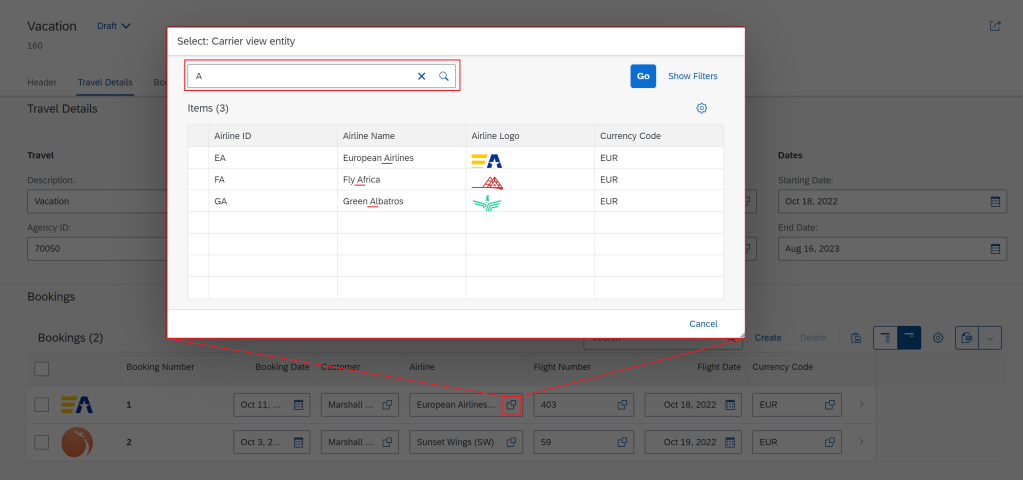 Vacation Draft
160
Header Travel Details
Travel Details
Select: Carrier view entity
A
Go Show Filters
Items (3)
Airline ID Airline Name Airline Logo Currency Code
EA European Airlines EA EUR
FA Fly Africa EUR
GA Green Albatros EUR
Cancel
Travel
Description:
Vacation
Agency ID:
70050
Dates
Starting Date:
Oct 18, 2022
End Date:
Aug 16, 2023
Bookings
Bookings (2) Search Create Delete
Booking Number Booking Date Customer Airline Flight Number Flight Date Currency Code
EA 1 Oct 11, ... Marshall ... European Airlines... 403 Oct 18, 2022 EUR
2 Oct 3, 2... Marshall ... Sunset Wings (SW) 59 Oct 19, 2022 EUR